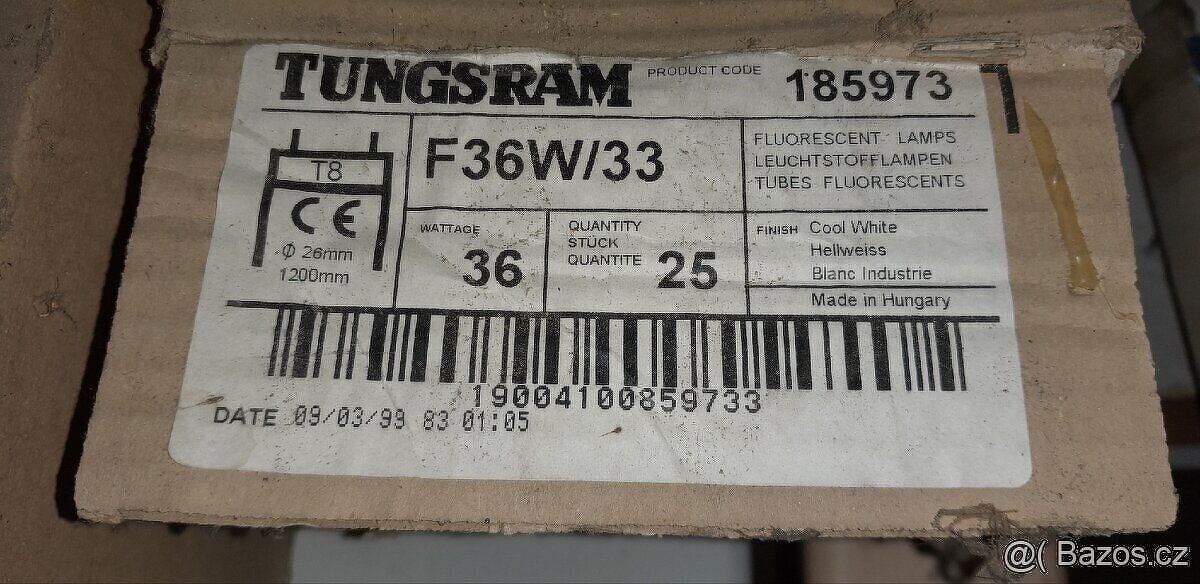 TUNGSRAM PRODUCT CODE 185973
T8
CE
Φ 26mm
1200mm
F36W/33
FLUORESCENT LAMPS
LEUCHTSTOFFLAMPEN
TUBES FLUORESCENTS
WATTAGE
36
QUANTITY
STÜCK
QUANTITE 25
FINISH Cool White
Hellweiss
Blanc Industrie
Made in Hungary
19004100859733
DATE 09/03/99 83 01:05
@( Bazos.cz